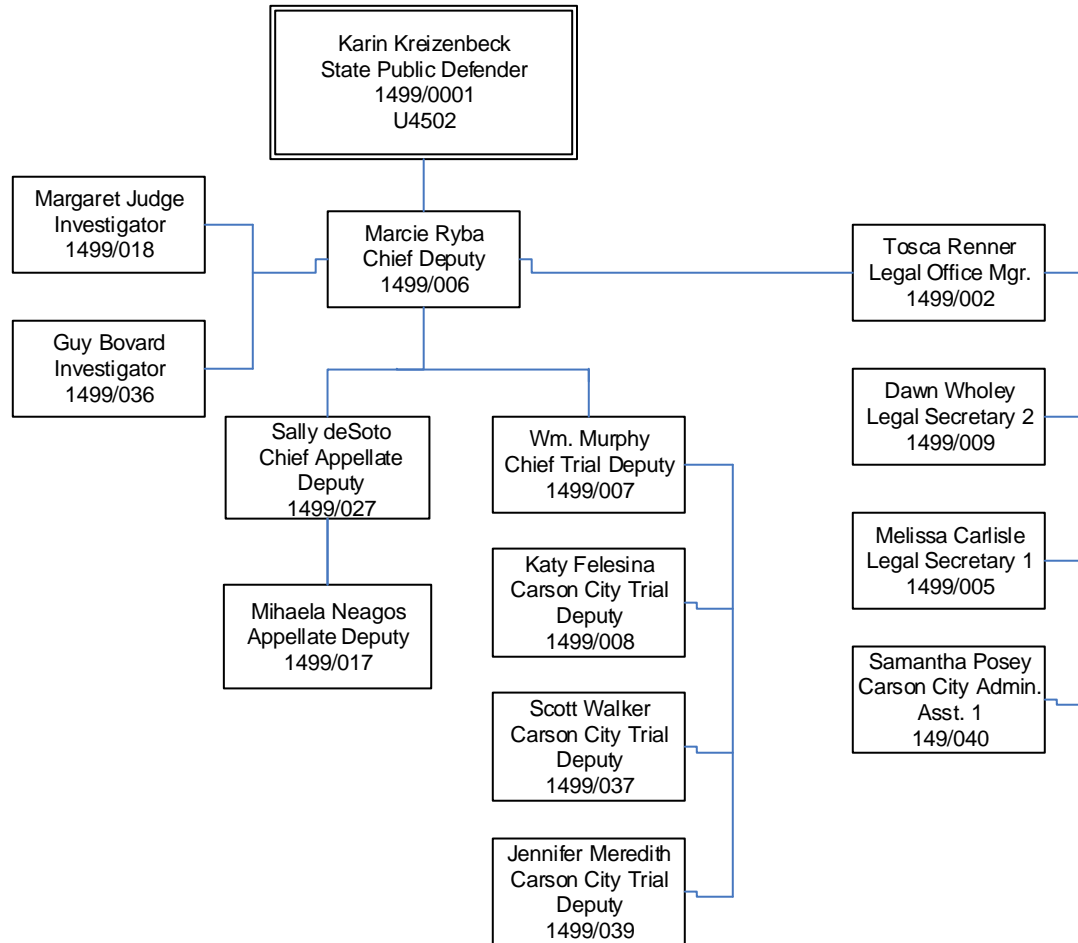 Karin Kreizenbeck
State Public Defender
1499/0001
U4502
Margaret Judge
Investigator
1499/018
Marcie Ryba
Chief Deputy
1499/006
Tosca Renner
Legal Office Mgr.
1499/002
Guy Bovard
Investigator
1499/036
Dawn Wholey
Legal Secretary 2
1499/009
Sally deSoto
Chief Appellate
Deputy
1499/027
Wm. Murphy
Chief Trial Deputy
1499/007
Melissa Carlisle
Legal Secretary 1
1499/005
Mihaela Neagos
Appellate Deputy
1499/017
Katy Felesina
Carson City Trial
Deputy
1499/008
Samantha Posey
Carson City Admin.
Asst. 1
149/040
Scott Walker
Carson City Trial
Deputy
1499/037
Jennifer Meredith
Carson City Trial
Deputy
1499/039